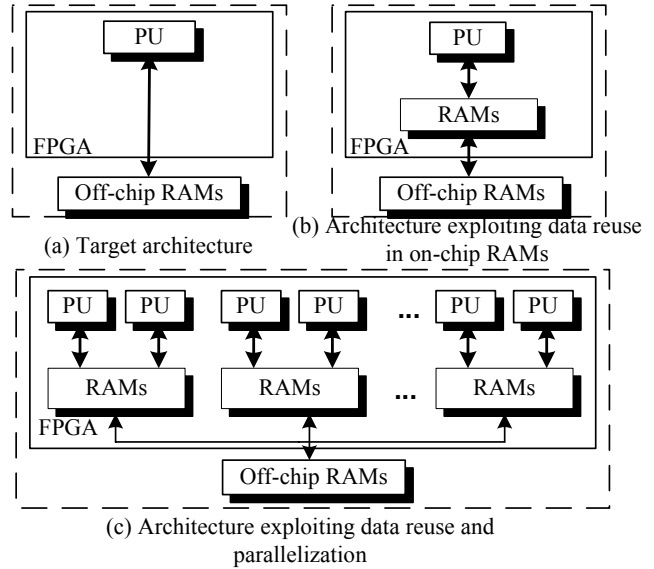 PU
FPGA
Off-chip RAMs
(a) Target architecture
PU
RAMs
FPGA
Off-chip RAMs
(b) Architecture exploiting data reuse
in on-chip RAMs
PU PU PU PU ... PU PU
RAMs RAMs ... RAMs
FPGA
Off-chip RAMs
(c) Architecture exploiting data reuse and
parallelization